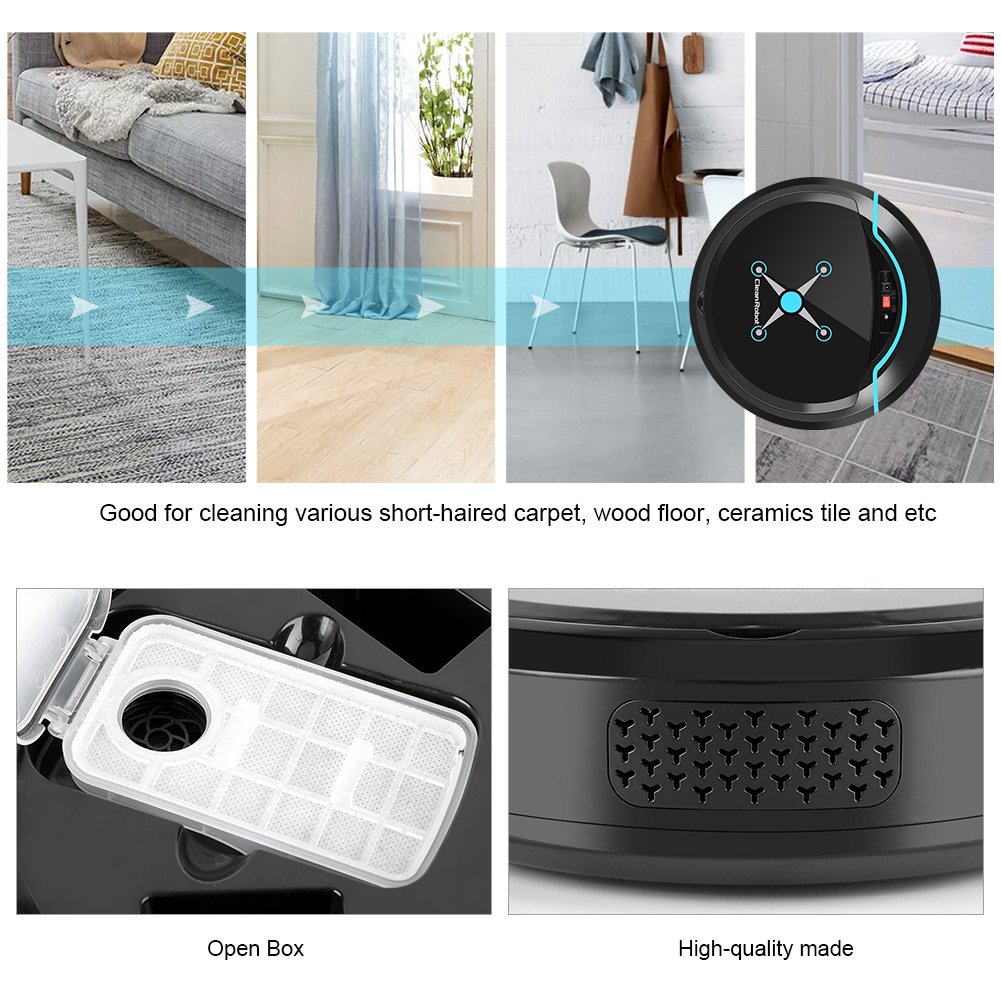 CleanRobot
Good for cleaning various short-haired carpet, wood floor, ceramics tile and etc
Open Box
High-quality made